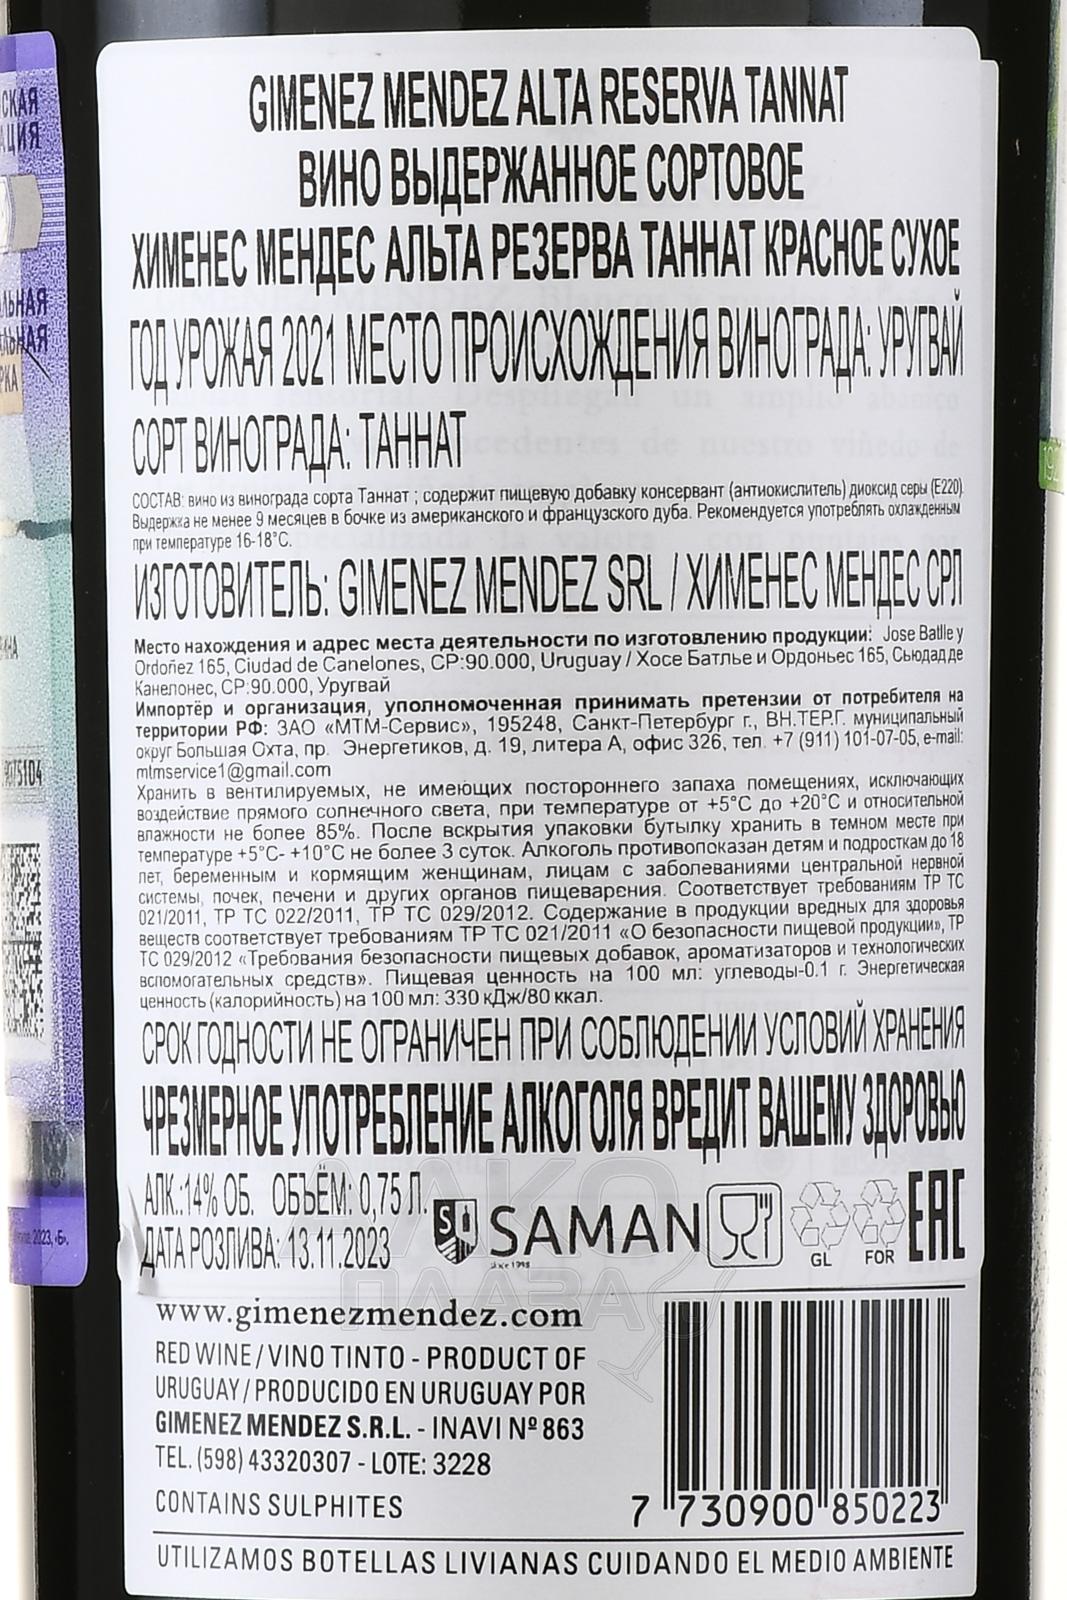 GIMENEZ MENDEZ ALTA RESERVA TANNAT
ВИНО ВЫДЕРЖАННОЕ СОРТОВОЕ
ХИМЕНЕС МЕНДЕС АЛЬТА РЕЗЕРВА ТАННАТ КРАСНОЕ СУХОЕ
ГОД УРОЖАЯ 2021 МЕСТО ПРОИСХОЖДЕНИЯ ВИНОГРАДА: УРУГВАЙ
СОРТ ВИНОГРАДА: ТАННАТ
СОСТАВ: вино из винограда сорта Таннат ; содержит пищевую добавку консервант (антиокислитель) диоксид серы (Е220).
Выдержка не менее 9 месяцев в бочке из американского и французского дуба. Рекомендуется употреблять охлажденным
при температуре 16-18°С.
ИЗГОТОВИТЕЛЬ: GIMENEZ MENDEZ SRL / ХИМЕНЕС МЕНДЕС СРЛ
Место нахождения и адрес места деятельности по изготовлению продукции: Jose Batlle y
Ordoñez 165, Ciudad de Canelones, CP:90.000, Uruguay / Хосе Батлье и Ордоньес 165, Сьюдад де
Канелонес, CP:90.000, Уругвай
Импортёр и организация, уполномоченная принимать претензии от потребителя на
территории РФ: ЗАО «МТМ-Сервис», 195248, Санкт-Петербург г., ВН.ТЕР.Г. муниципальный
округ Большая Охта, пр. Энергетиков, д. 19, литера А, офис 326, тел. +7 (911) 101-07-05, e-mail:
mtmservice1@gmail.com
Хранить в вентилируемых, не имеющих постороннего запаха помещениях, исключающих
воздействие прямого солнечного света, при температуре от +5°С до +20°С и относительной
влажности не более 85%. После вскрытия упаковки бутылку хранить в темном месте при
температуре +5°С- +10°С не более 3 суток. Алкоголь противопоказан детям и подросткам до 18
лет, беременным и кормящим женщинам, лицам с заболеваниями центральной нервной
системы, почек, печени и других органов пищеварения. Соответствует требованиям ТР ТС
021/2011, ТР ТС 022/2011, ТР ТС 029/2012. Содержание в продукции вредных для здоровья
веществ соответствует требованиям ТР ТС 021/2011 «О безопасности пищевой продукции», ТР
ТС 029/2012 «Требования безопасности пищевых добавок, ароматизаторов и технологических
вспомогательных средств». Пищевая ценность на 100 мл: углеводы-0.1 г. Энергетическая
ценность (калорийность) на 100 мл: 330 кДж/80 ккал.
СРОК ГОДНОСТИ НЕ ОГРАНИЧЕН ПРИ СОБЛЮДЕНИИ УСЛОВИЙ ХРАНЕНИЯ
ЧРЕЗМЕРНОЕ УПОТРЕБЛЕНИЕ АЛКОГОЛЯ ВРЕДИТ ВАШЕМУ ЗДОРОВЬЮ
АЛК.:14% ОБ. ОБЪЁМ: 0,75 Л.
ДАТА РОЗЛИВА: 13.11.2023
SAMAN
since 1998
GL
FOR
EAC
АЛКО
ПЛАЗА
www.gimenezmendez.com
RED WINE / VINO TINTO - PRODUCT OF
URUGUAY / PRODUCIDO EN URUGUAY POR
GIMENEZ MENDEZ S.R.L. - INAVI Nº 863
TEL. (598) 43320307 - LOTE: 3228
CONTAINS SULPHITES
7 730900 850223
UTILIZAMOS BOTELLAS LIVIANAS CUIDANDO EL MEDIO AMBIENTE